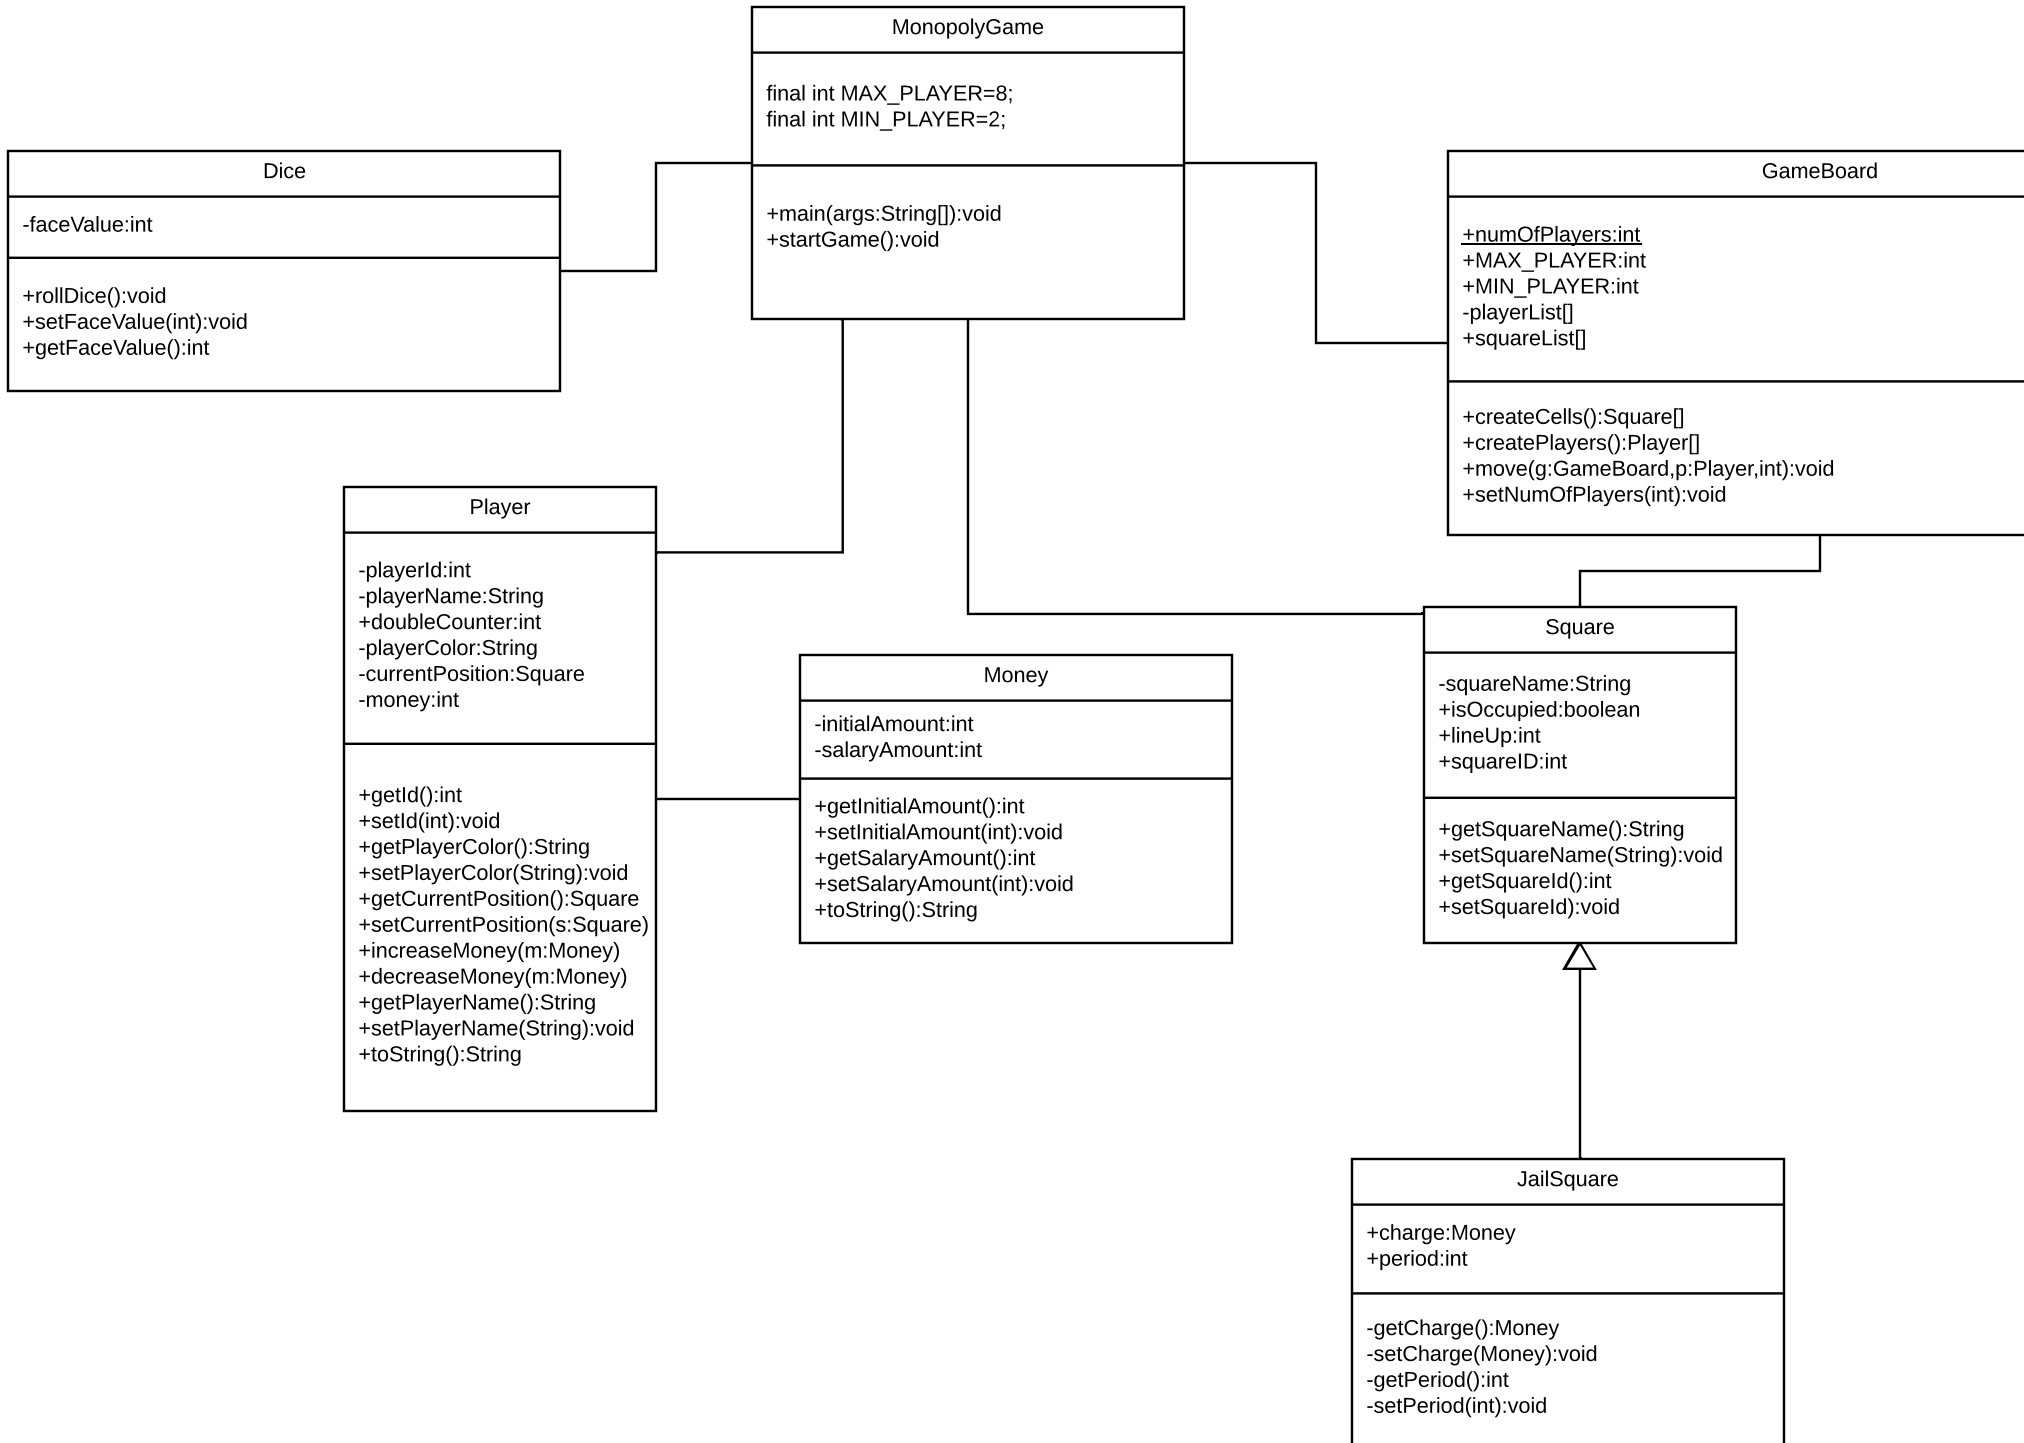 MonopolyGame
final int MAX_PLAYER=8;
final int MIN_PLAYER=2;
+main(args:String[]):void
+startGame():void
Dice
-faceValue:int
+rollDice():void
+setFaceValue(int):void
+getFaceValue():int
GameBoard
+numOfPlayers:int
+MAX_PLAYER:int
+MIN_PLAYER:int
-playerList[]
+squareList[]
+createCells():Square[]
+createPlayers():Player[]
+move(g:GameBoard,p:Player,int):void
+setNumOfPlayers(int):void
Player
-playerId:int
-playerName:String
+doubleCounter:int
-playerColor:String
-currentPosition:Square
-money:int
+getId():int
+setId(int):void
+getPlayerColor():String
+setPlayerColor(String):void
+getCurrentPosition():Square
+setCurrentPosition(s:Square)
+increaseMoney(m:Money)
+decreaseMoney(m:Money)
+getPlayerName():String
+setPlayerName(String):void
+toString():String
Money
-initialAmount:int
-salaryAmount:int
+getInitialAmount():int
+setInitialAmount(int):void
+getSalaryAmount():int
+setSalaryAmount(int):void
+toString():String
Square
-squareName:String
+isOccupied:boolean
+lineUp:int
+squareID:int
+getSquareName():String
+setSquareName(String):void
+getSquareId():int
+setSquareId):void
JailSquare
+charge:Money
+period:int
-getCharge():Money
-setCharge(Money):void
-getPeriod():int
-setPeriod(int):void